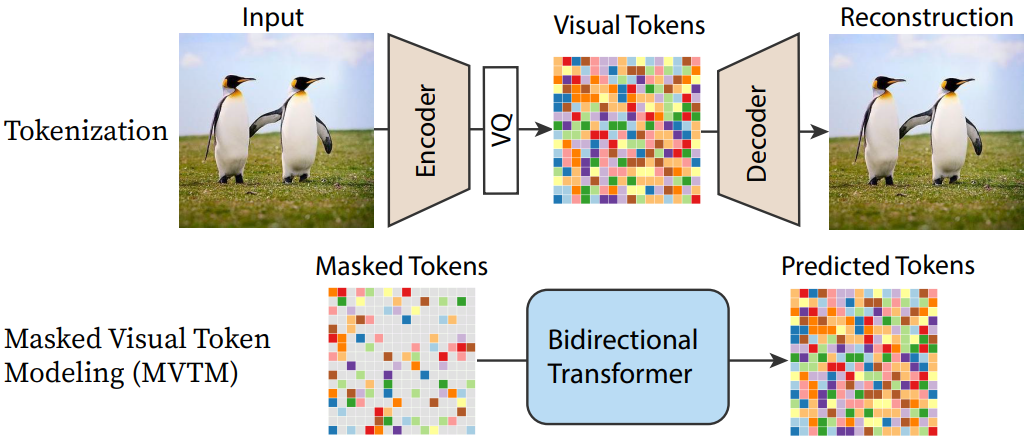 Input
Visual Tokens
Reconstruction
Tokenization
Encoder
VQ
Decoder
Masked Tokens
Predicted Tokens
Masked Visual Token
Modeling (MVTM)
Bidirectional
Transformer